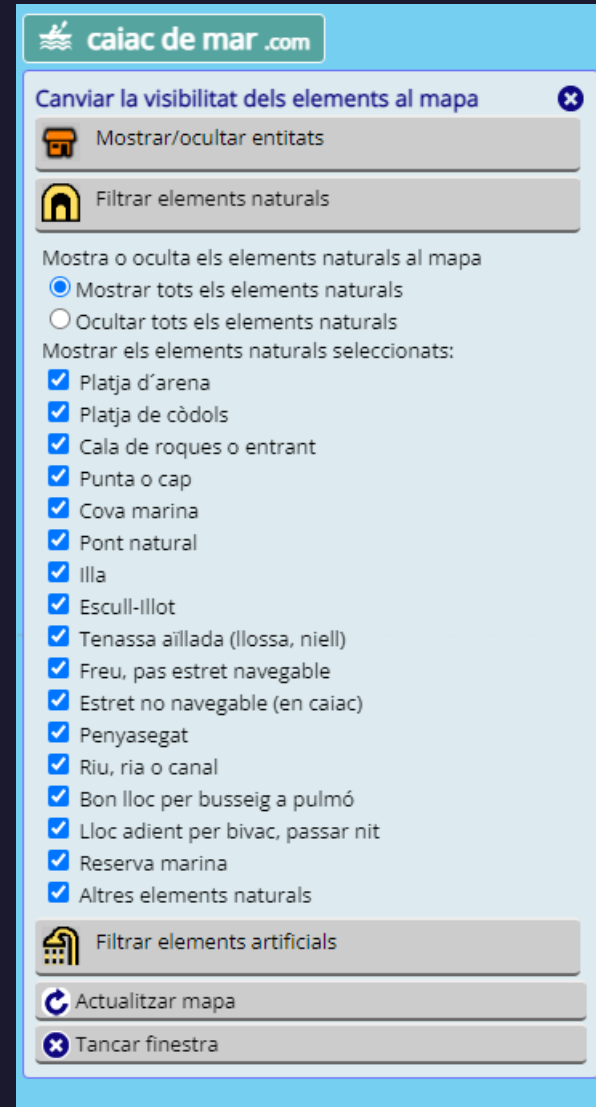 caiac de mar .com
Canviar la visibilitat dels elements al mapa
Mostrar/ocultar entitats
Filtrar elements naturals
Mostra o oculta els elements naturals al mapa
Mostrar tots els elements naturals
Ocultar tots els elements naturals
Mostrar els elements naturals seleccionats:
Platja d´arena
Platja de còdols
Cala de roques o entrant
Punta o cap
Cova marina
Pont natural
Illa
Escull-Illot
Tenassa aïllada (llossa, niell)
Freu, pas estret navegable
Estret no navegable (en caiac)
Penyasegat
Riu, ria o canal
Bon lloc per busseig a pulmó
Lloc adient per bivac, passar nit
Reserva marina
Altres elements naturals
Filtrar elements artificials
Actualitzar mapa
Tancar finestra